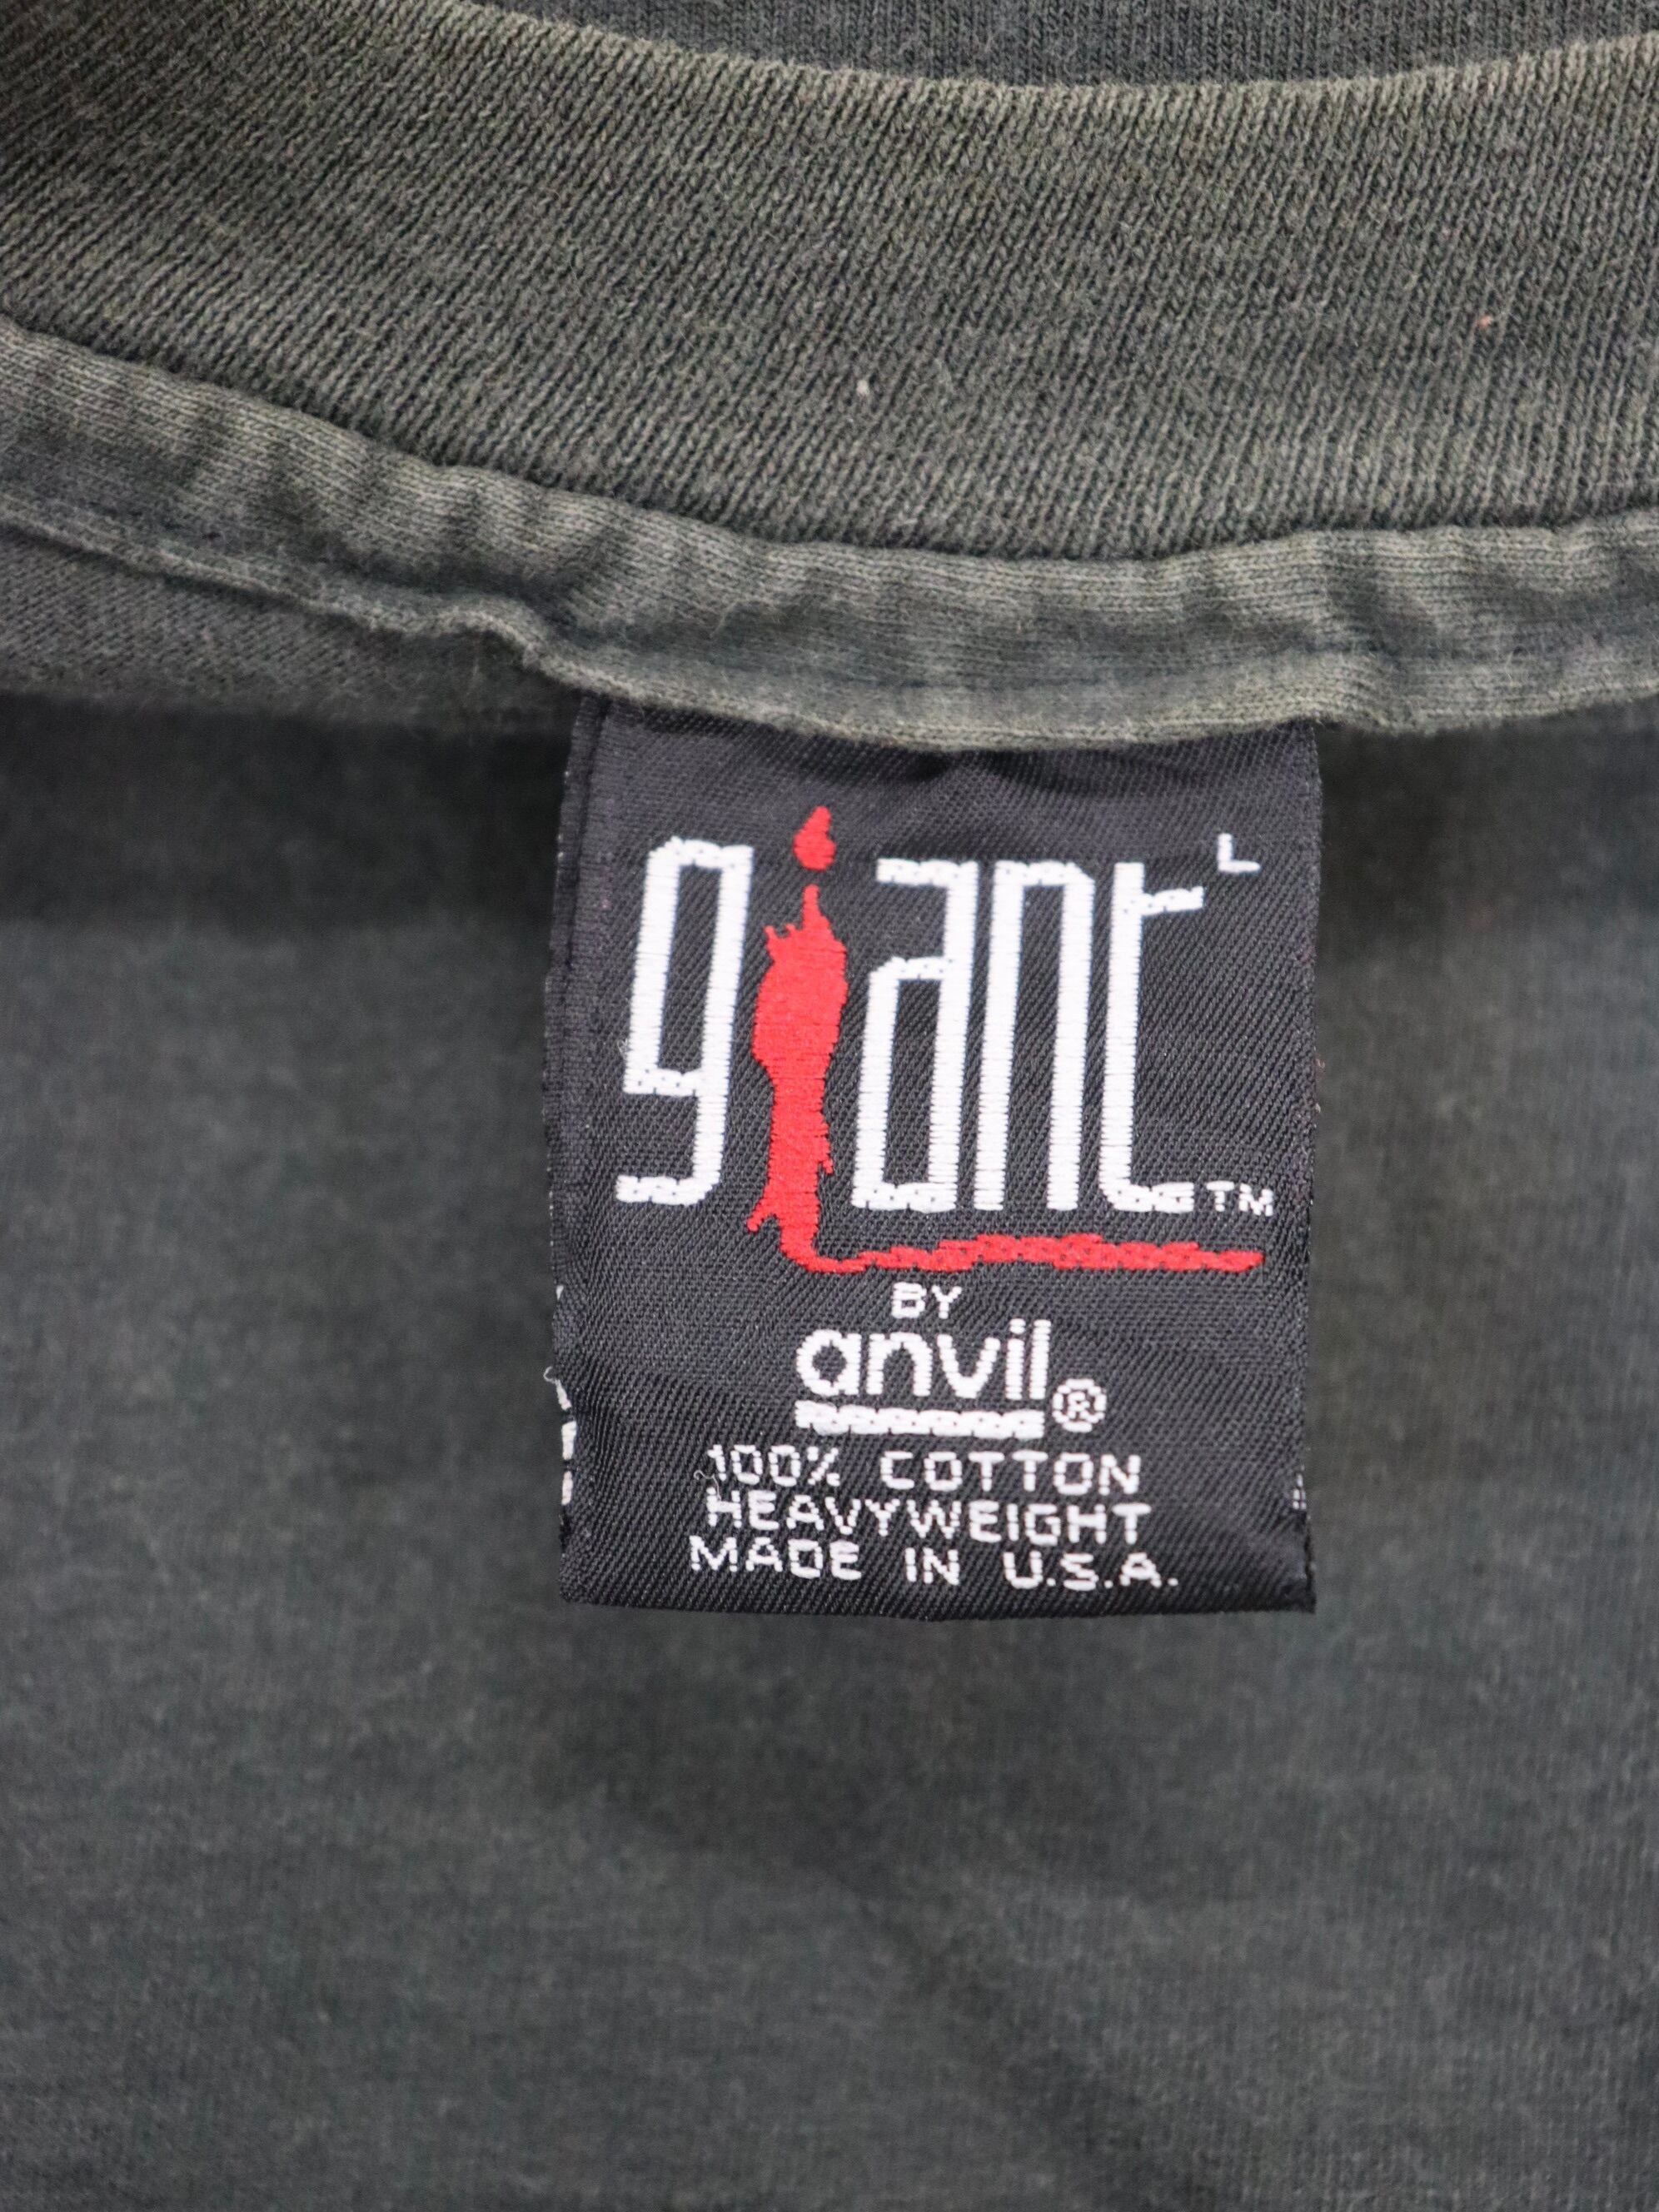 giant L
TM
BY
anvil®
100% COTTON
HEAVYWEIGHT
MADE IN U.S.A.